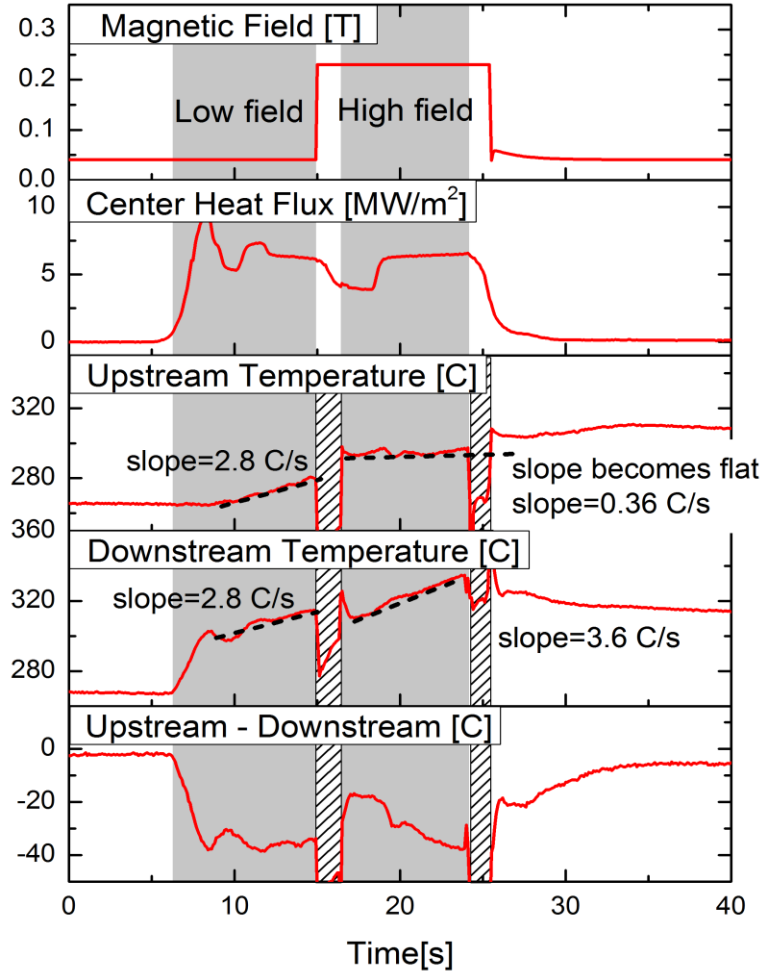 Magnetic Field [T]
0.3
0.2
0.1
0.0
Low field
High field
Center Heat Flux [MW/m²]
10
5
0
Upstream Temperature [C]
320
280
slope=2.8 C/s
slope becomes flat
slope=0.36 C/s
360
Downstream Temperature [C]
320
280
slope=2.8 C/s
slope=3.6 C/s
Upstream - Downstream [C]
0
-20
-40
0
10
20
30
40
Time[s]